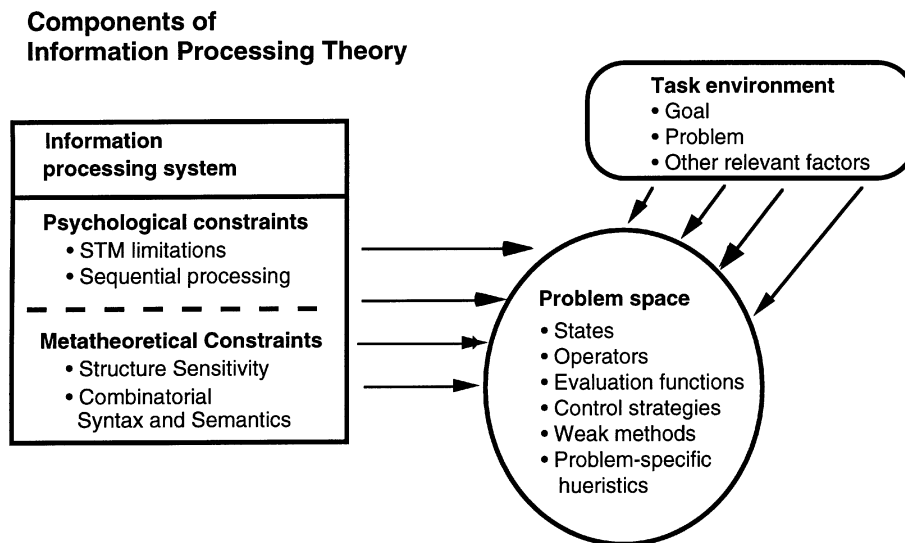 Components of
Information Processing Theory
Information
processing system
Psychological constraints
• STM limitations
• Sequential processing
Metatheoretical Constraints
• Structure Sensitivity
• Combinatorial
Syntax and Semantics
Task environment
• Goal
• Problem
• Other relevant factors
Problem space
• States
• Operators
• Evaluation functions
• Control strategies
• Weak methods
• Problem-specific
hueristics